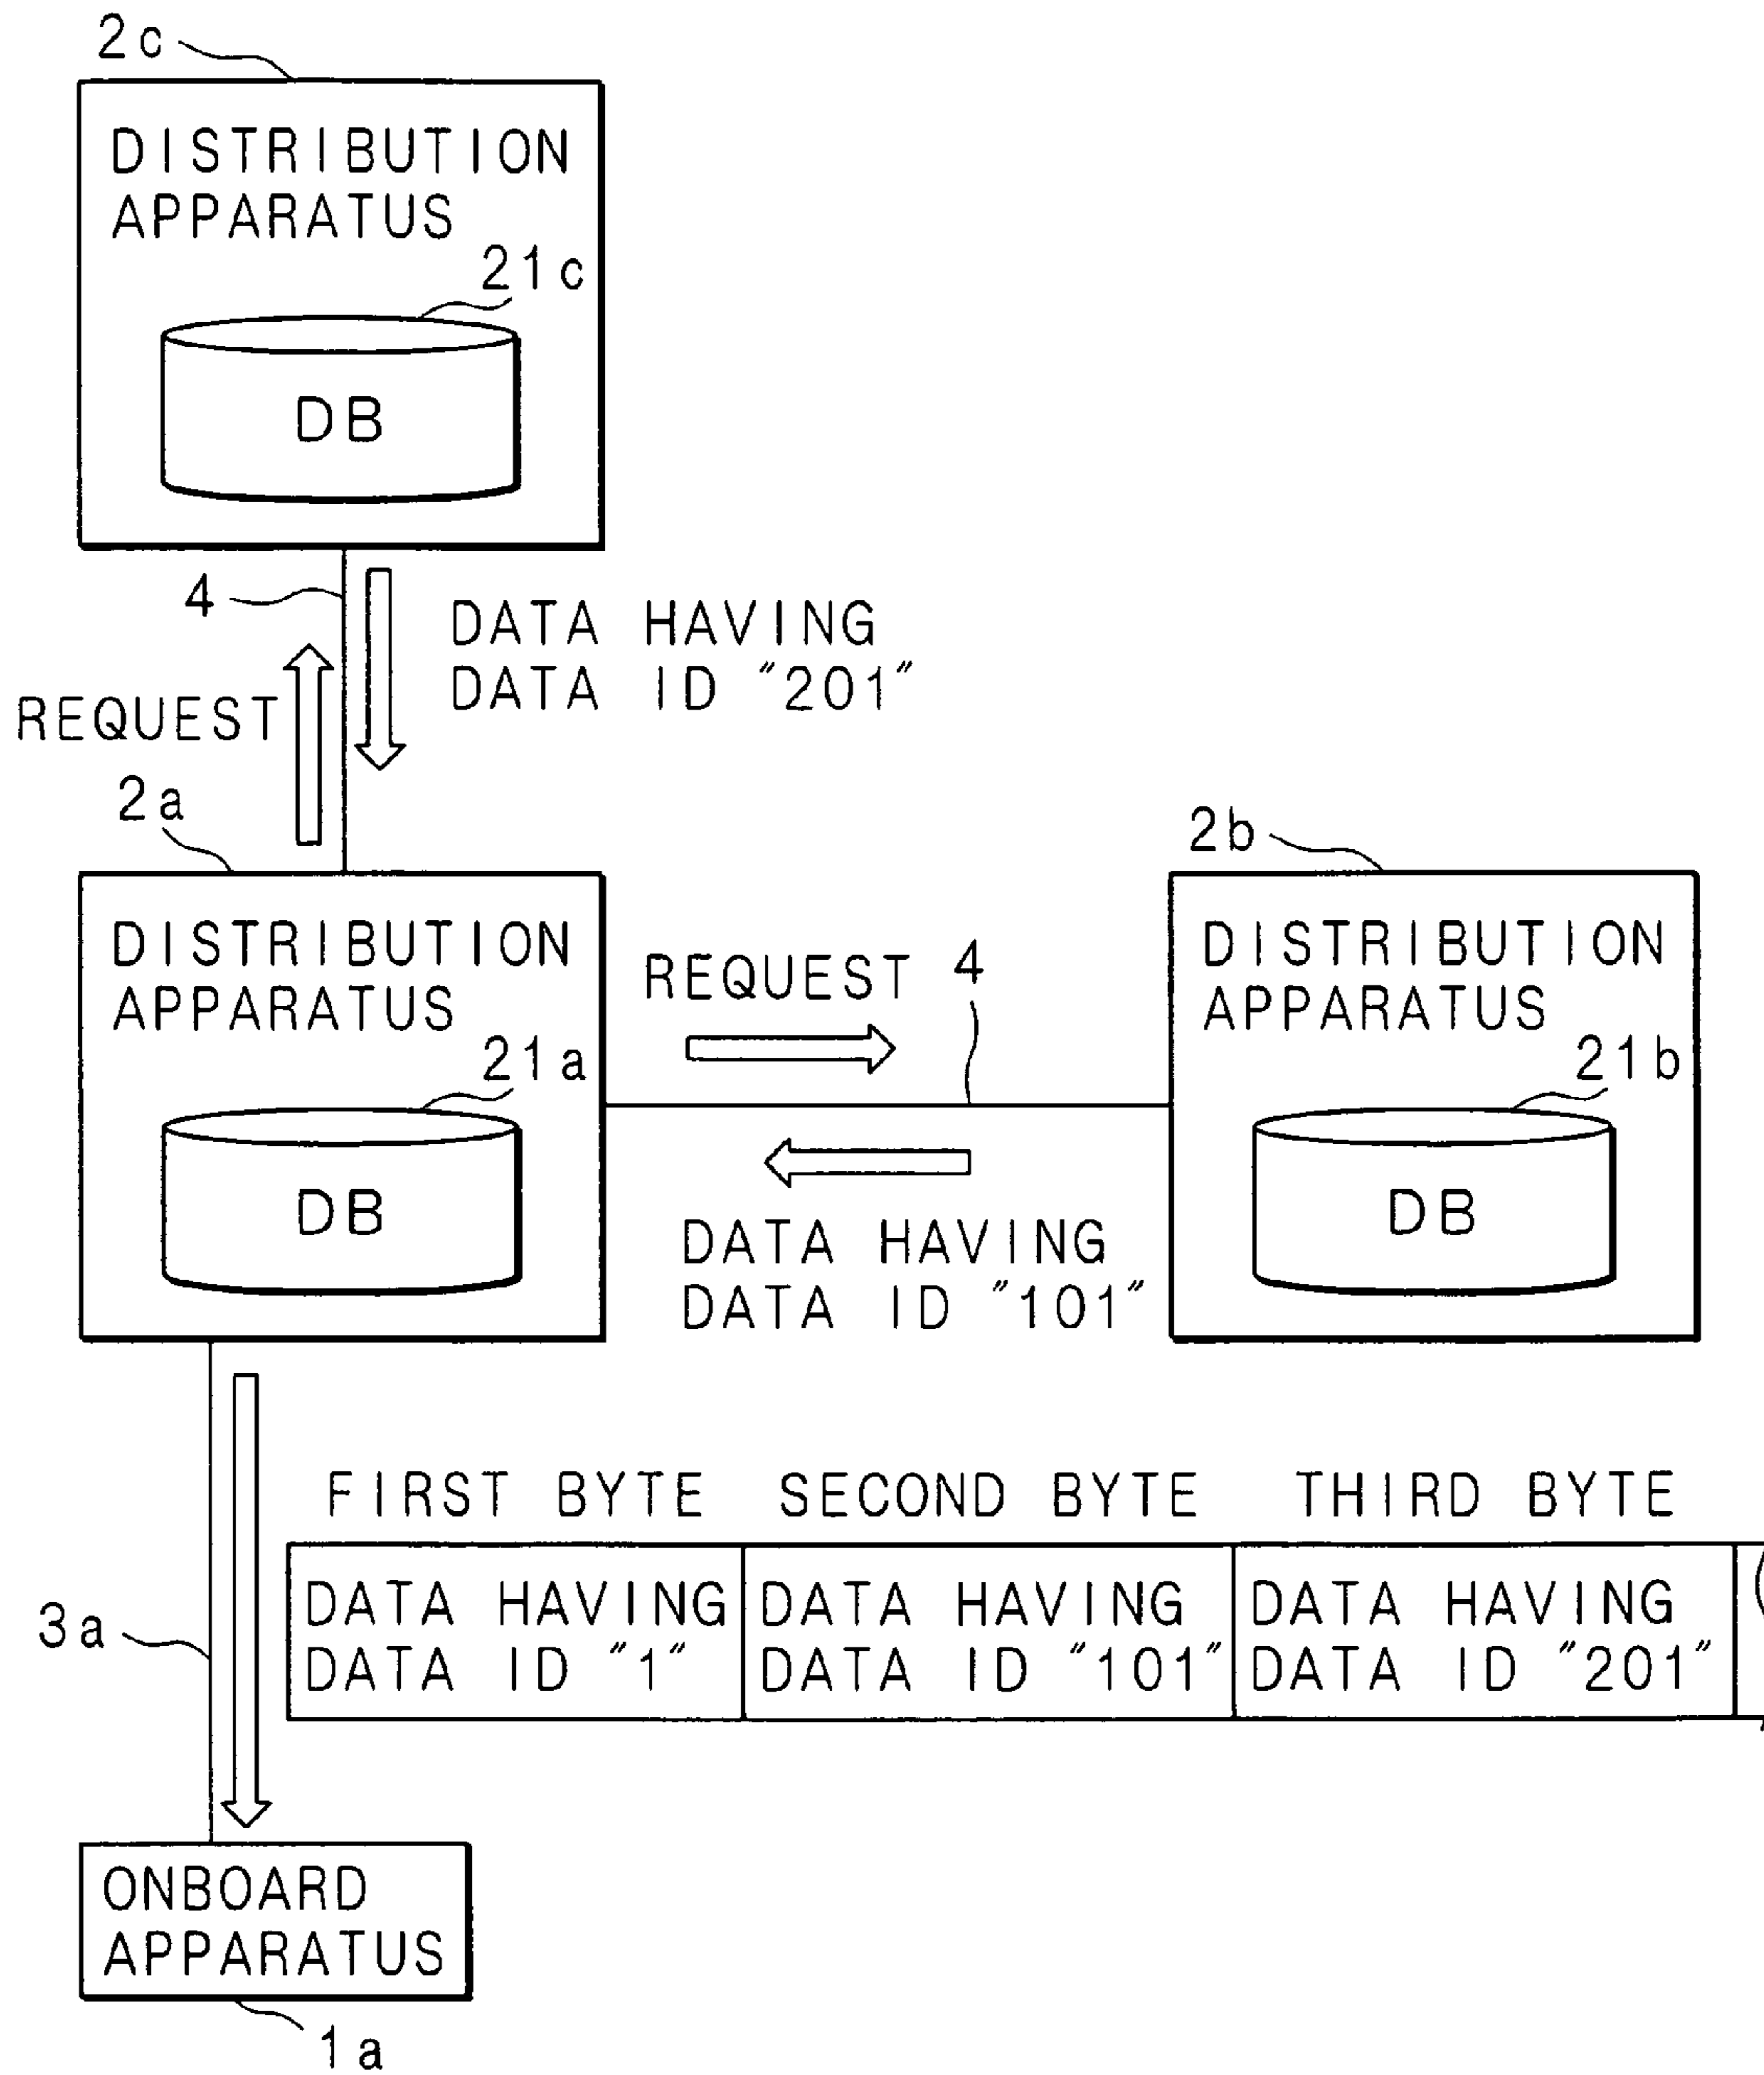 2c
DISTRIBUTION
APPARATUS
21c
DB
4
DATA HAVING
DATA ID "201"
REQUEST
2a
2b
DISTRIBUTION
APPARATUS
21a
DB
REQUEST
4
DISTRIBUTION
APPARATUS
21b
DB
DATA HAVING
DATA ID "101"
FIRST BYTE
SECOND BYTE
THIRD BYTE
3a
DATA HAVING
DATA ID "1"
DATA HAVING
DATA ID "101"
DATA HAVING
DATA ID "201"
ONBOARD
APPARATUS
1a